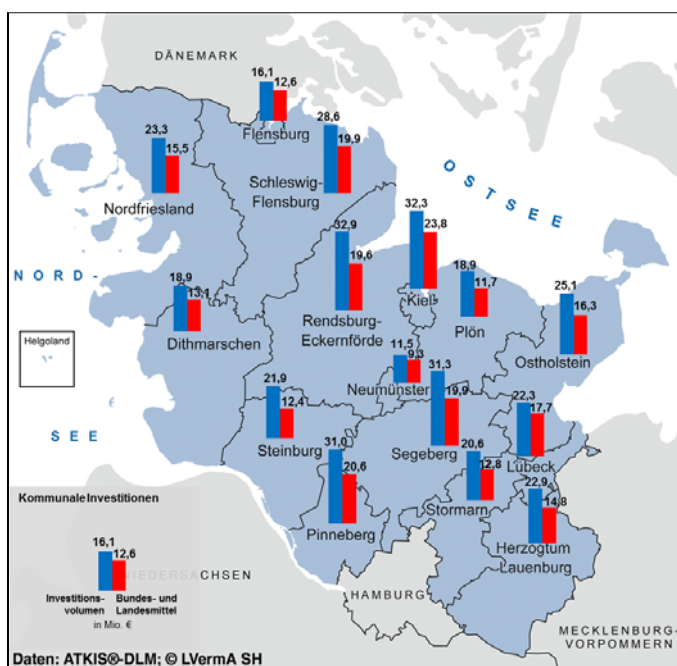 DÄNEMARK
16,1
12,6
Flensburg
28,6
19,9
Schleswig-
Flensburg
23,3
15,5
Nordfriesland
OSTSEE
32,3
23,8
Kiel
32,9
19,6
Rendsburg-
Eckernförde
18,9
11,7
Plön
25,1
16,3
Ostholstein
NORD-
18,9
13,1
Dithmarschen
Helgoland
11,5
9,3
Neumünster
31,3
19,9
Segeberg
21,9
12,4
Steinburg
22,3
17,7
Lübeck
SEE
31,0
20,6
Pinneberg
20,6
12,8
Stormarn
22,9
14,8
Herzogtum
Lauenburg
Kommunale Investitionen
16,1
12,6
NIEDERSACHSEN
Investitions-
volumen
Bundes- und
Landesmittel
in Mio. €
HAMBURG
MECKLENBURG-
VORPOMMERN
Daten: ATKIS®-DLM; © LVermA SH